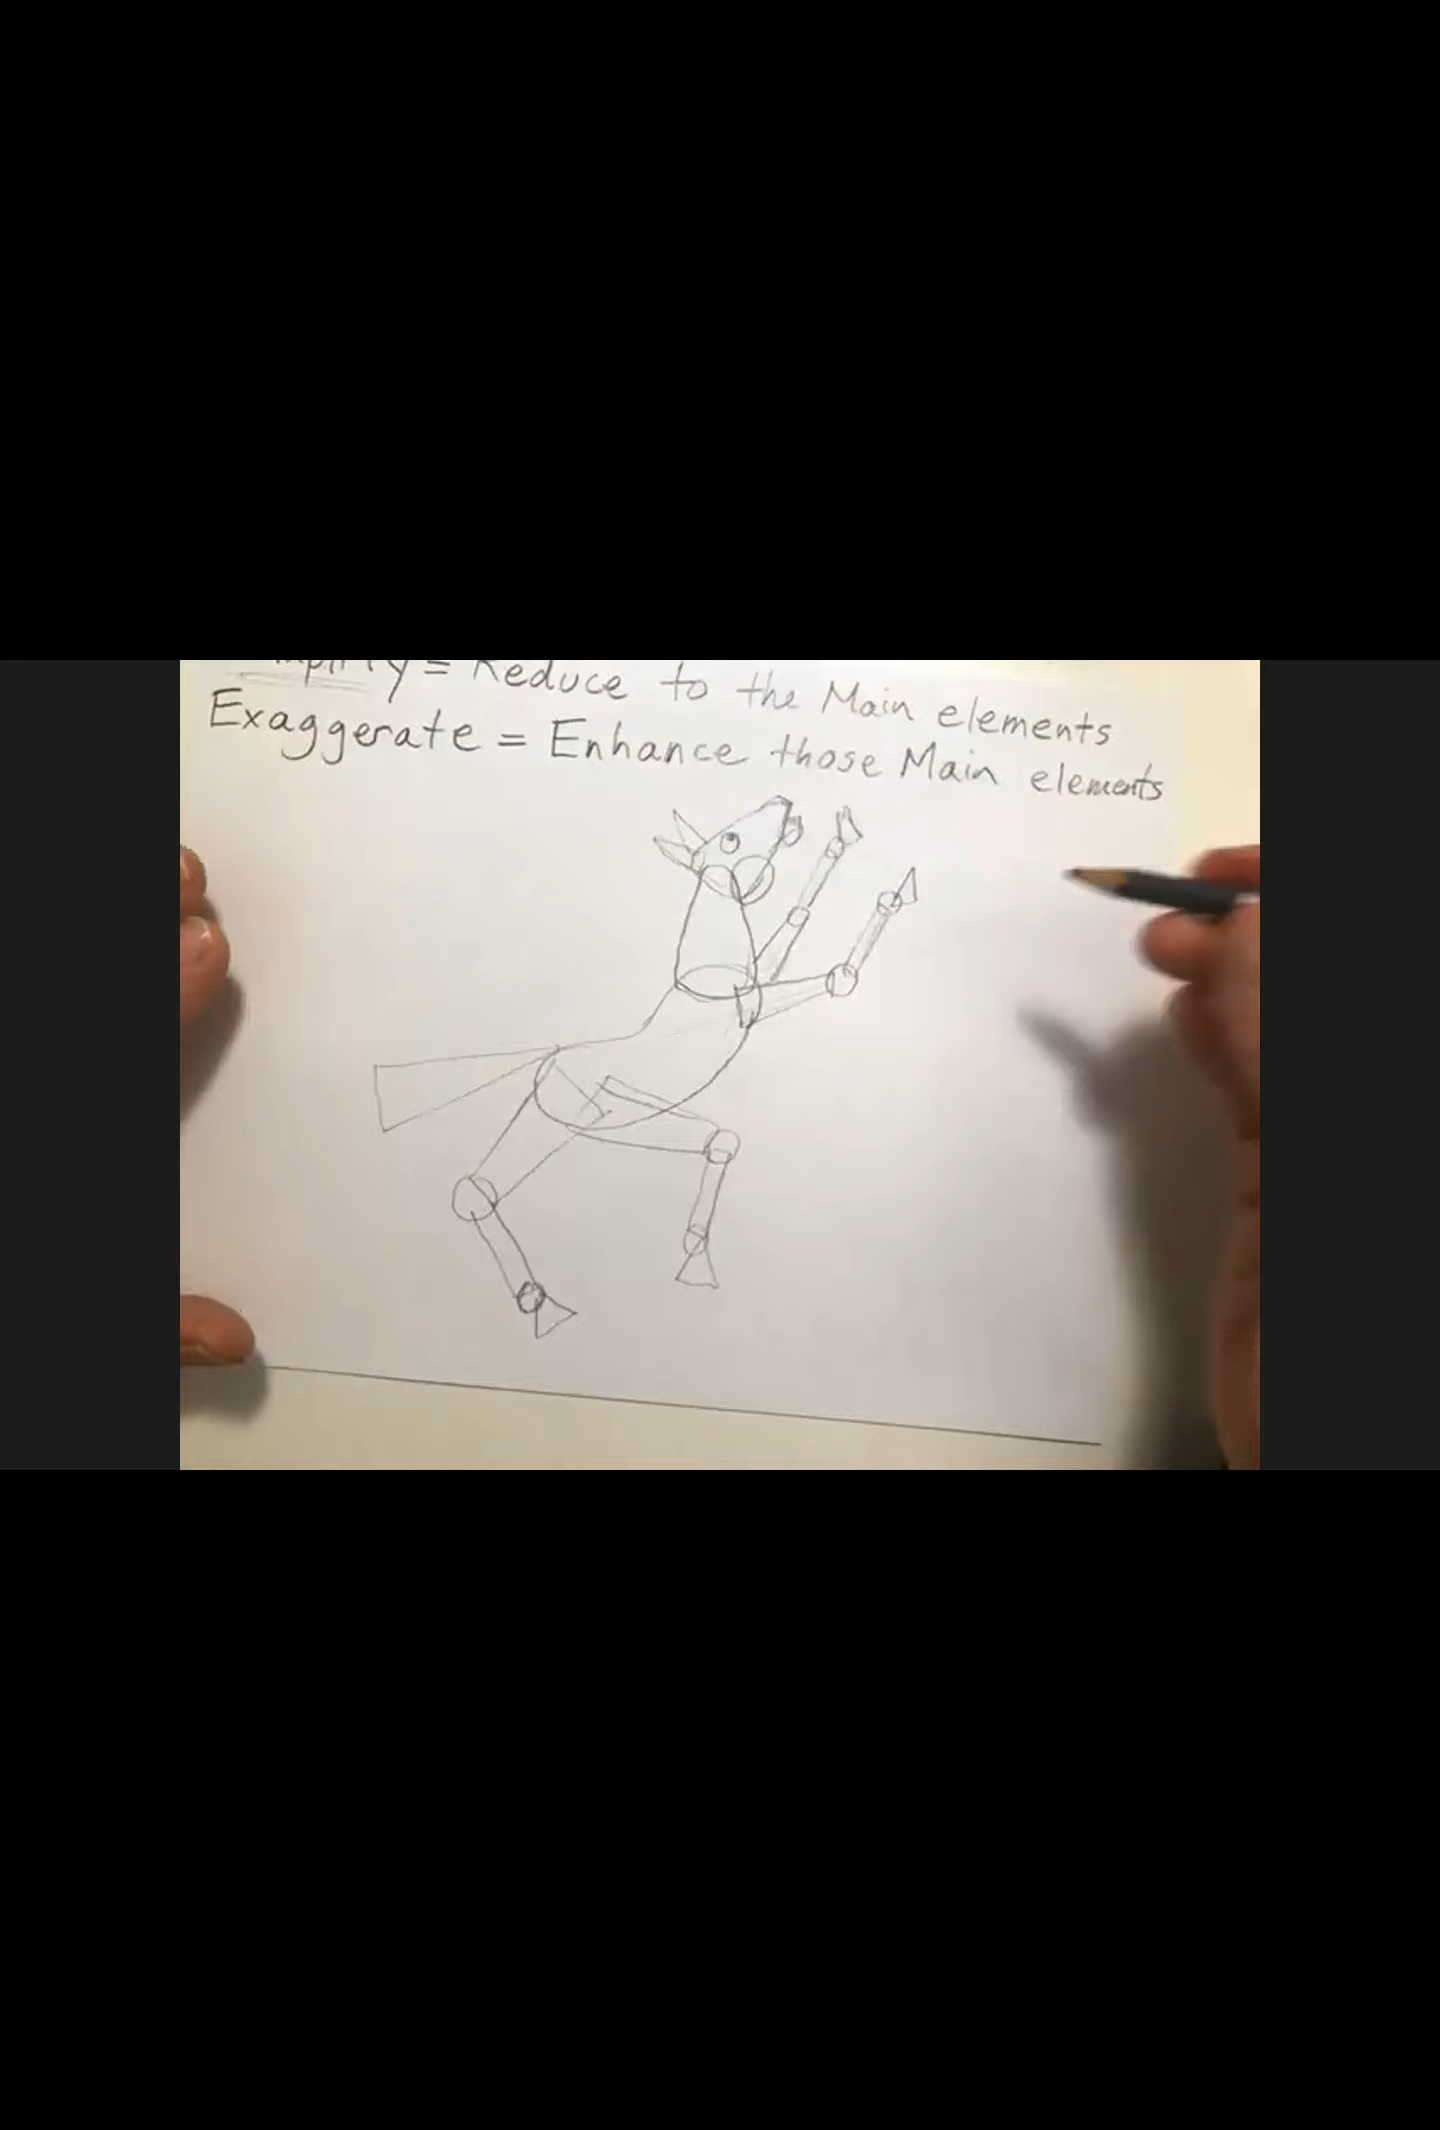 = Reduce to the Main elements
Exaggerate = Enhance those Main elements